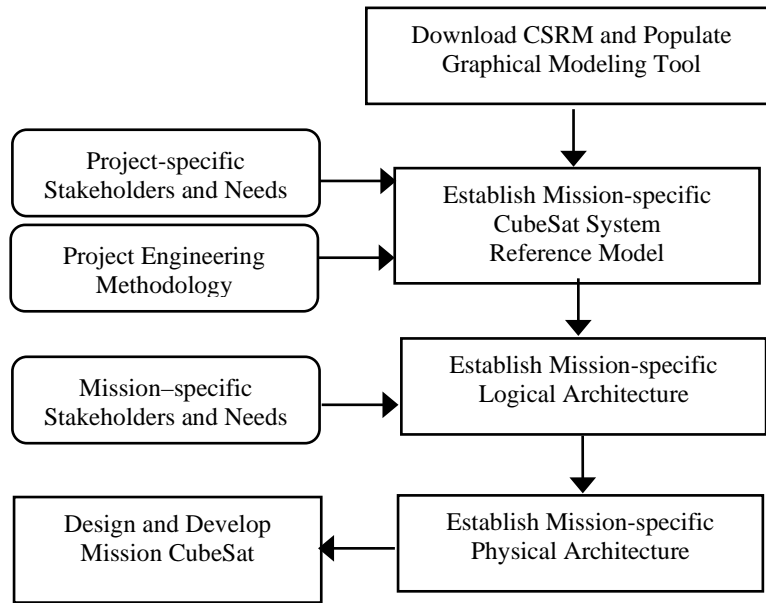 Download CSRM and Populate
Graphical Modeling Tool
Project-specific
Stakeholders and Needs
Project Engineering
Methodology
Establish Mission-specific
CubeSat System
Reference Model
Mission–specific
Stakeholders and Needs
Establish Mission-specific
Logical Architecture
Design and Develop
Mission CubeSat
Establish Mission-specific
Physical Architecture